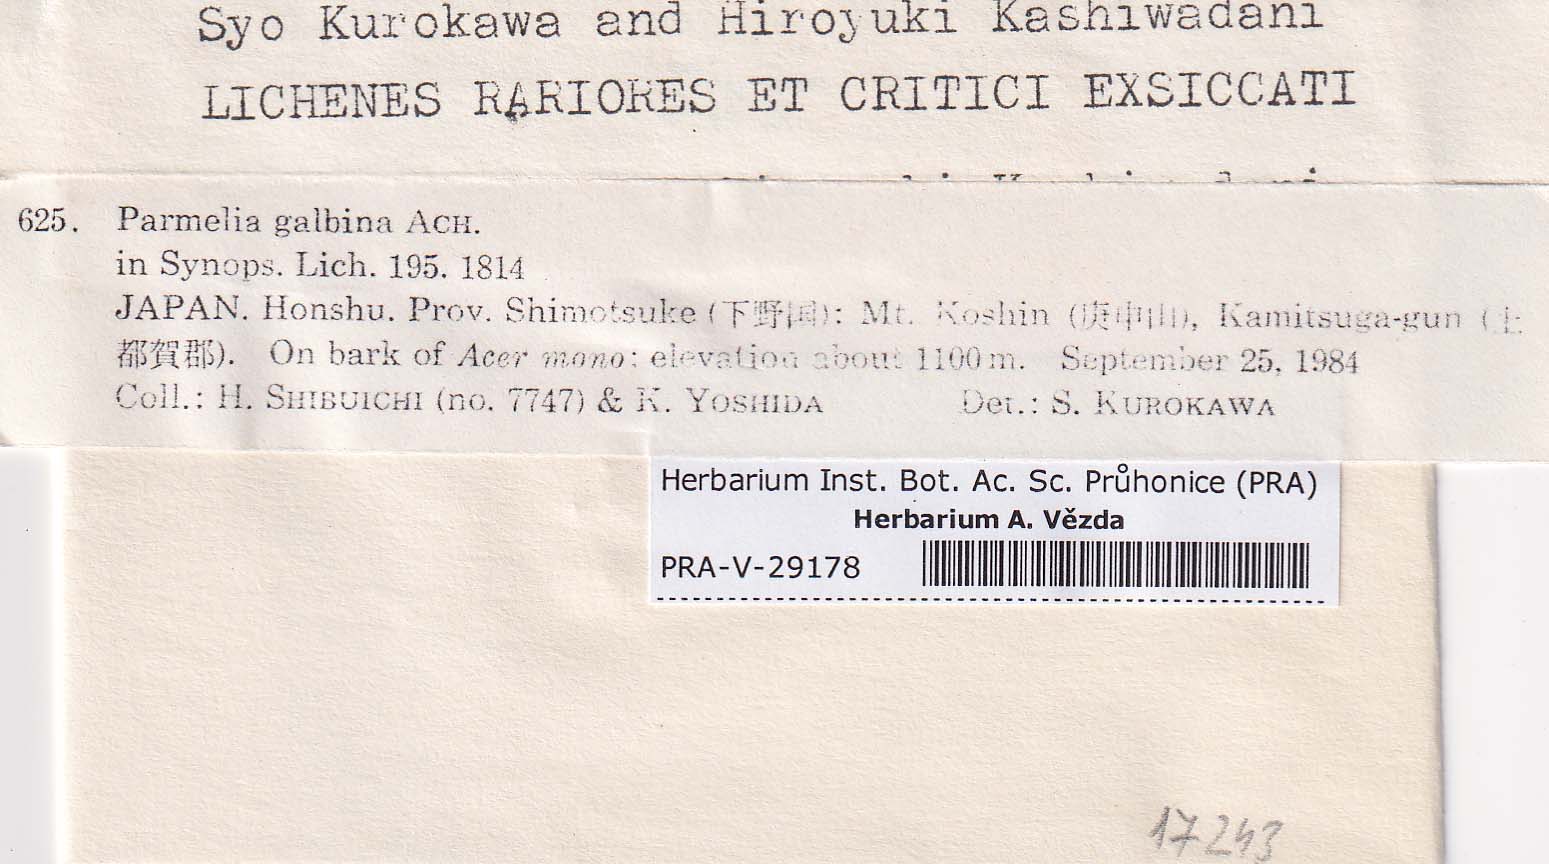 Syo Kurokawa and Hiroyuki Kashiwadani
LICHENES RARIORES ET CRITICI EXSICCATI
625. Parmelia galbina ACH.
in Synops. Lich. 195. 1814
JAPAN. Honshu. Prov. Shimotsuke (下野国): Mt. Koshin (庚申山), Kamitsuga-gun (上
都賀郡). On bark of Acer mono; elevation about 1100 m. September 25, 1984
Coll.: H. SHIBUICHI (no. 7747) & K. YOSHIDA Det.: S. KUROKAWA
Herbarium Inst. Bot. Ac. Sc. Průhonice (PRA)
Herbarium A. Vězda
PRA-V-29178
17243